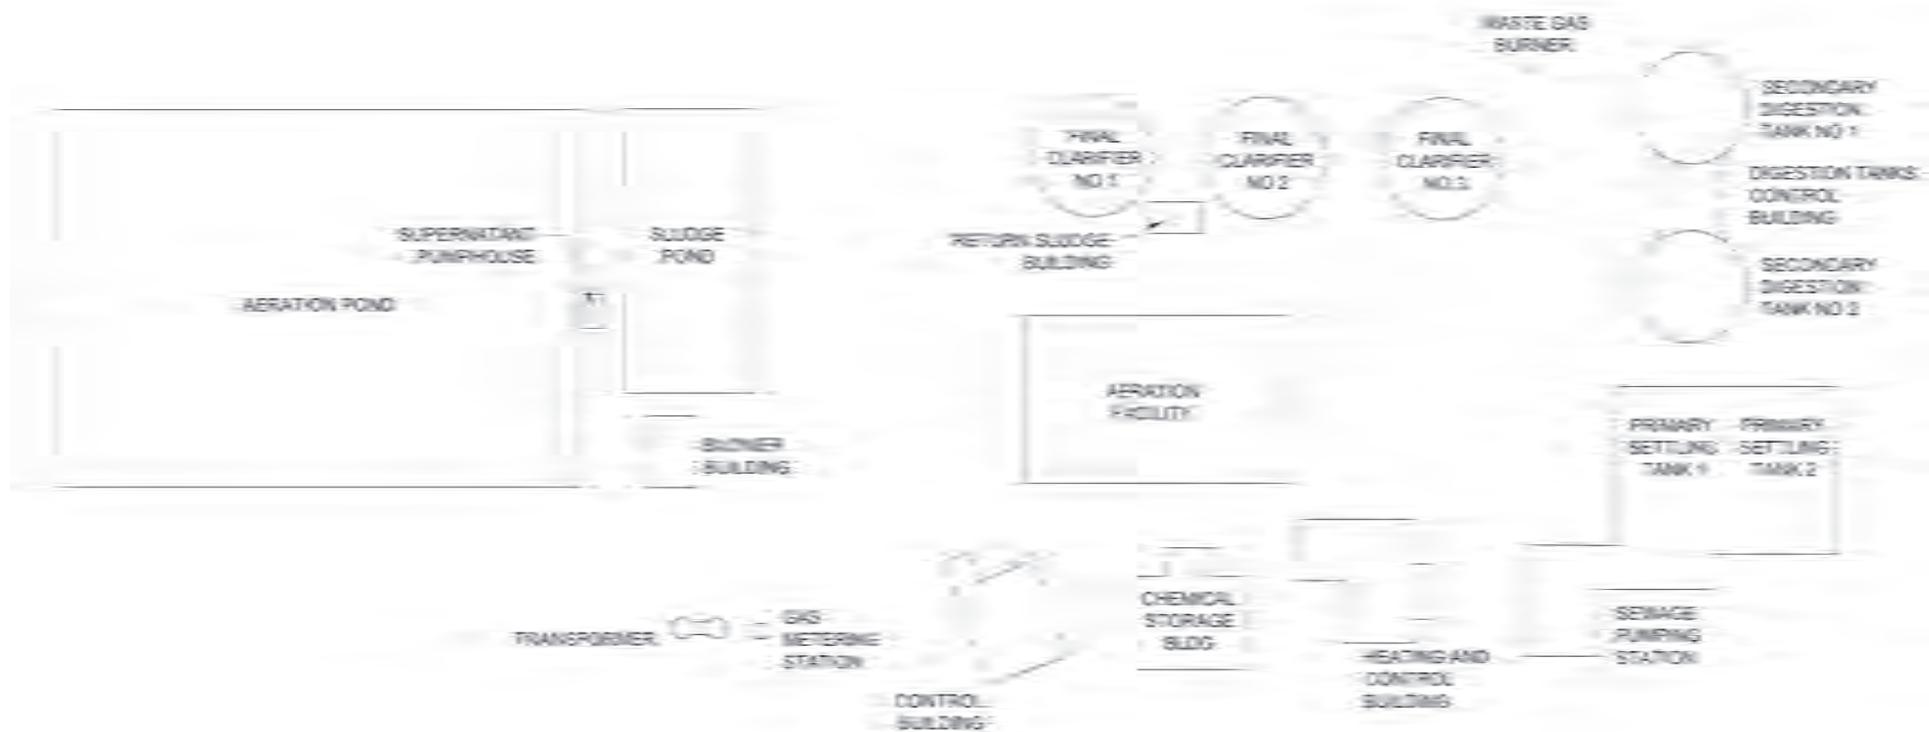 WASTE GAS
BURNER
SECONDARY
DIGESTION
TANK NO 1
FINAL
CLARIFIER
NO 1
FINAL
CLARIFIER
NO 2
FINAL
CLARIFIER
NO 3
DIGESTION TANKS
CONTROL
BUILDING
SUPERNATANT
PUMPHOUSE
SLUDGE
POND
RETURN SLUDGE
BUILDING
SECONDARY
DIGESTION
TANK NO 2
AERATION POND
AERATION
FACILITY
BLOWER
BUILDING
PRIMARY
SETTLING
TANK 1
PRIMARY
SETTLING
TANK 2
TRANSFORMER
GAS
METERING
STATION
CHEMICAL
STORAGE
BLDG
SEWAGE
PUMPING
STATION
HEATING AND
CONTROL
BUILDING
CONTROL
BUILDING